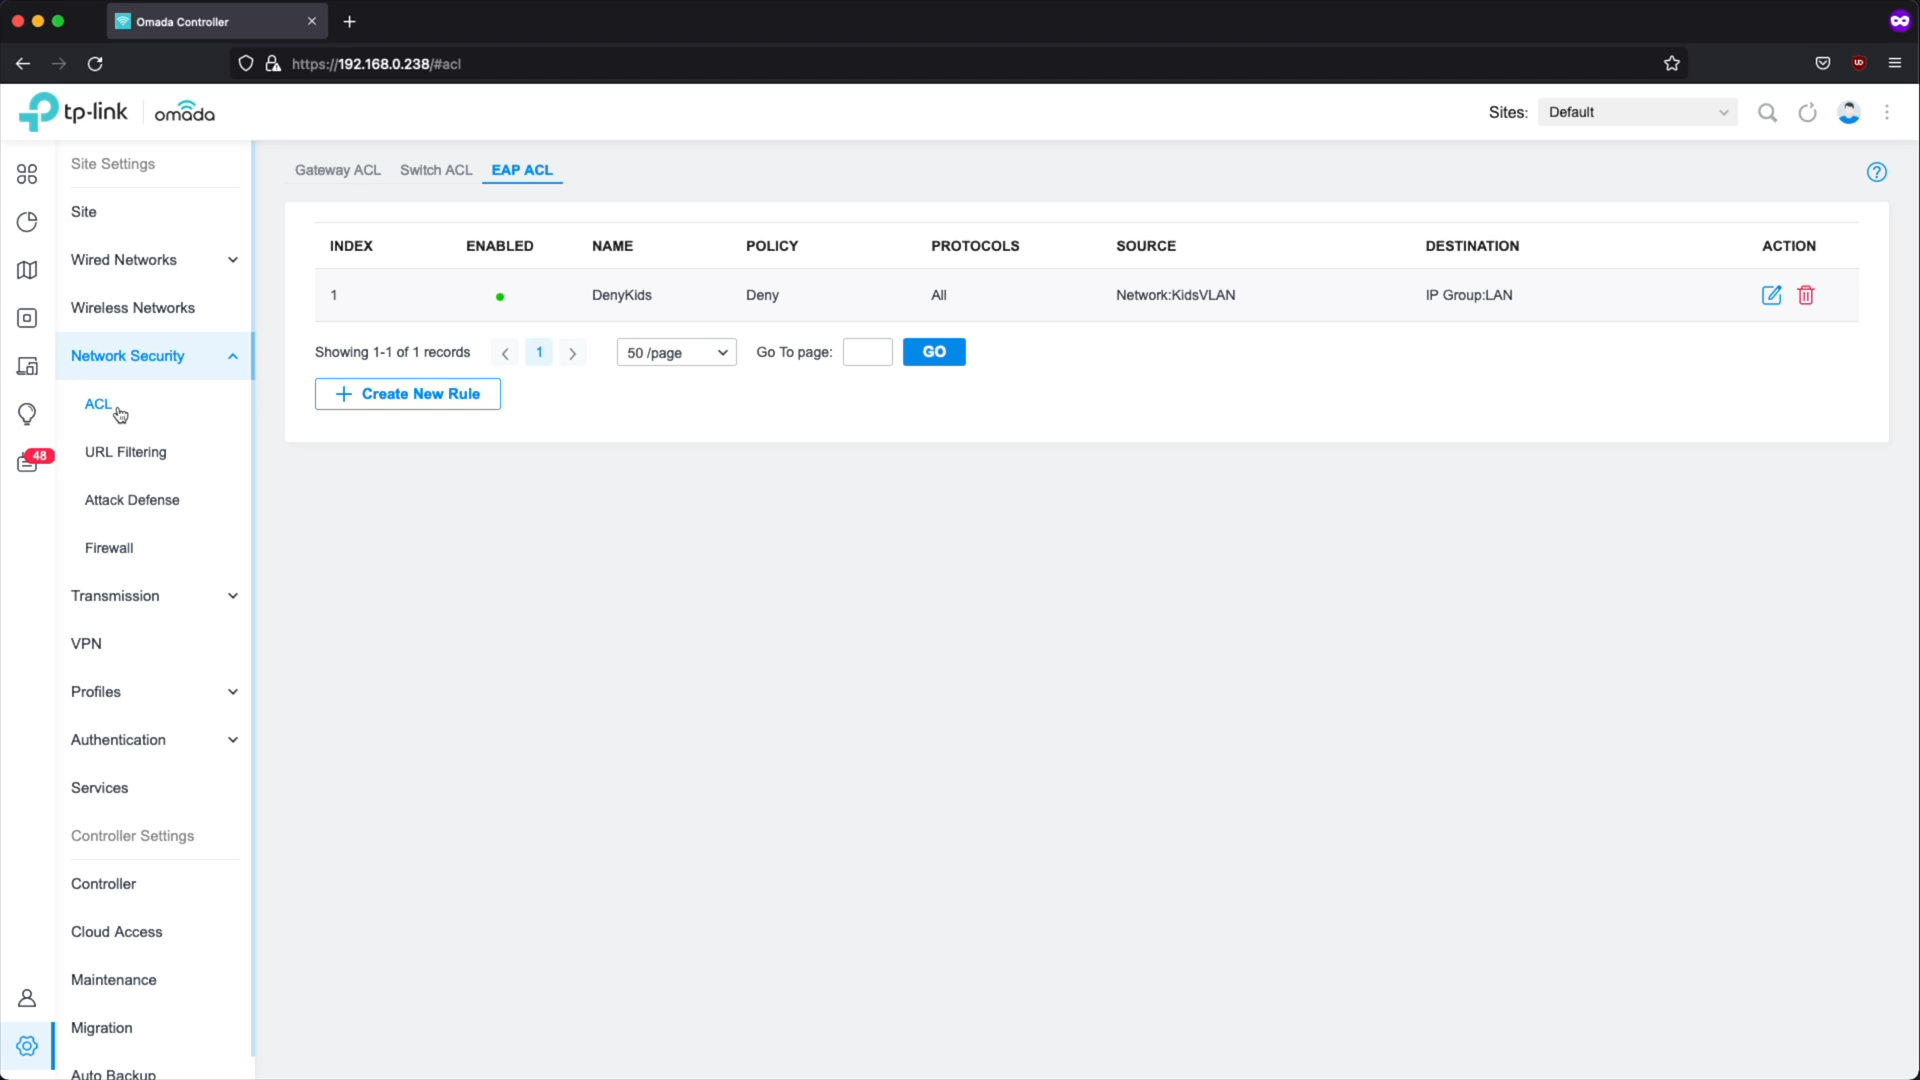 Omada Controller
https://192.168.0.238/#acl
tp-link
omada
Sites:
Default
Site Settings
Site
Wired Networks
Wireless Networks
Network Security
ACL
URL Filtering
Attack Defense
Firewall
Transmission
VPN
Profiles
Authentication
Services
Controller Settings
Controller
Cloud Access
Maintenance
Migration
Auto Backup
48
Gateway ACL Switch ACL EAP ACL
INDEX ENABLED NAME POLICY PROTOCOLS SOURCE DESTINATION ACTION
1 DenyKids Deny All Network:KidsVLAN IP Group:LAN
Showing 1-1 of 1 records 1 50 /page Go To page: GO
Create New Rule